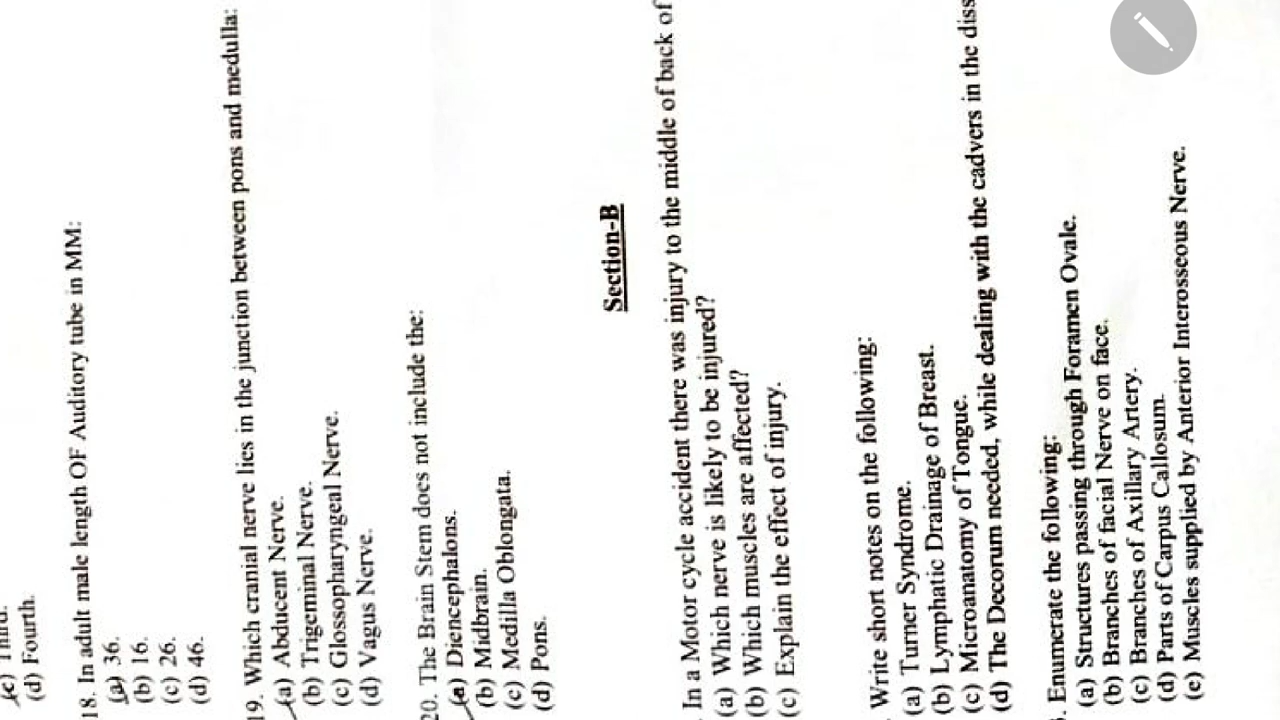 (c) Third.
(d) Fourth.
18. In adult male length OF Auditory tube in MM:
(a) 36.
(b) 16.
(c) 26.
(d) 46.
19. Which cranial nerve lies in the junction between pons and medulla:
(a) Abducent Nerve.
(b) Trigeminal Nerve.
(c) Glossopharyngeal Nerve.
(d) Vagus Nerve.
20. The Brain Stem does not include the:
(a) Diencephalons.
(b) Midbrain.
(c) Medilla Oblongata.
(d) Pons.
Section-B
In a Motor cycle accident there was injury to the middle of back of
(a) Which nerve is likely to be injured?
(b) Which muscles are affected?
(c) Explain the effect of injury.
Write short notes on the following:
(a) Turner Syndrome.
(b) Lymphatic Drainage of Breast.
(c) Microanatomy of Tongue.
(d) The Decorum needed, while dealing with the cadvers in the diss
Enumerate the following:
(a) Structures passing through Foramen Ovale.
(b) Branches of facial Nerve on face.
(c) Branches of Axillary Artery.
(d) Parts of Carpus Callosum.
(e) Muscles supplied by Anterior Interosseous Nerve.